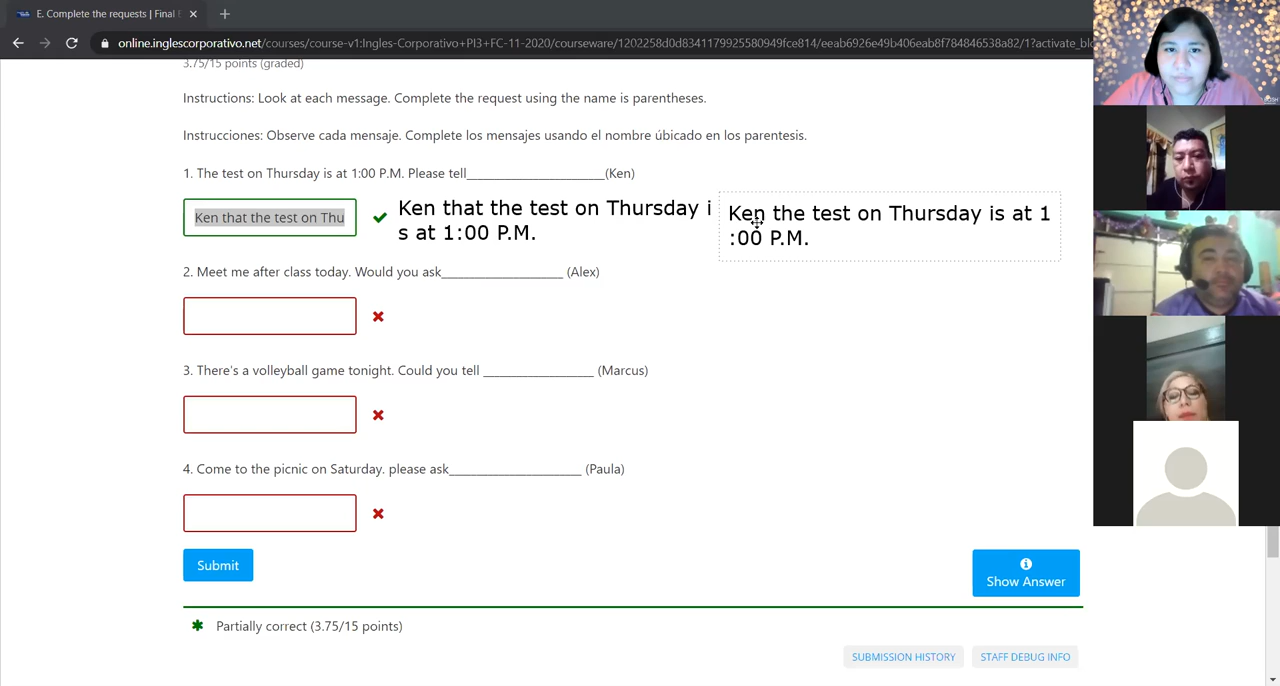 E. Complete the requests | Final E
online.inglescorporativo.net/courses/course-v1:Ingles-Corporativo+PI3+FC-11-2020/courseware/1202258d0d8341179925580949fce814/eeab6926e49b406eab8f784846538a82/1?activate_blo
3.75/15 points (graded)
Instructions: Look at each message. Complete the request using the name is parentheses.
Instrucciones: Observe cada mensaje. Complete los mensajes usando el nombre úbicado en los parentesis.
1. The test on Thursday is at 1:00 P.M. Please tell______________________(Ken)
Ken that the test on Thu
Ken that the test on Thursday i
s at 1:00 P.M.
Ken the test on Thursday is at 1
:00 P.M.
2. Meet me after class today. Would you ask___________________ (Alex)
3. There's a volleyball game tonight. Could you tell _________________ (Marcus)
4. Come to the picnic on Saturday. please ask____________________ (Paula)
Submit
Show Answer
Partially correct (3.75/15 points)
SUBMISSION HISTORY
STAFF DEBUG INFO